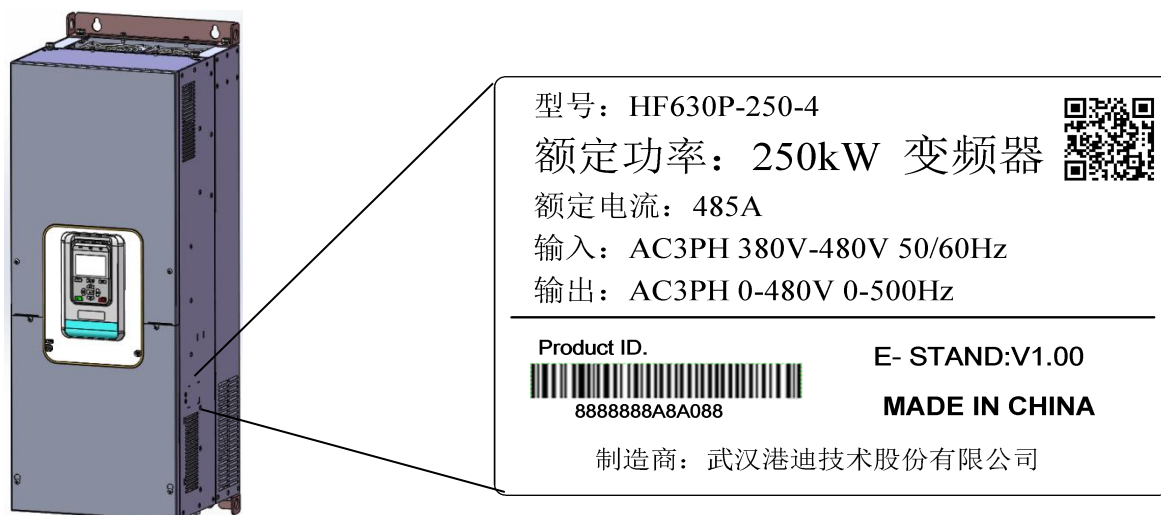 型号：HF630P-250-4
额定功率：250kW 变频器
额定电流：485A
输入：AC3PH 380V-480V 50/60Hz
输出：AC3PH 0-480V 0-500Hz
Product ID.
8888888A8A088
E- STAND:V1.00
MADE IN CHINA
制造商：武汉港迪技术股份有限公司